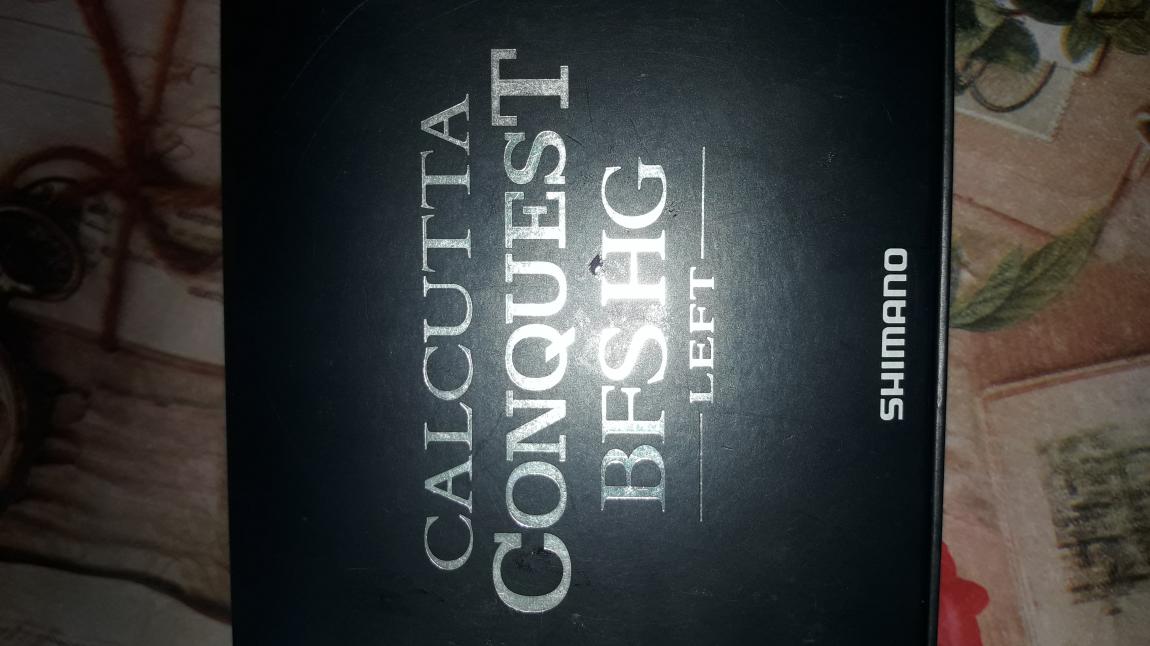 CALCUTTA
CONQUEST
BFS HG
LEFT
SHIMANO